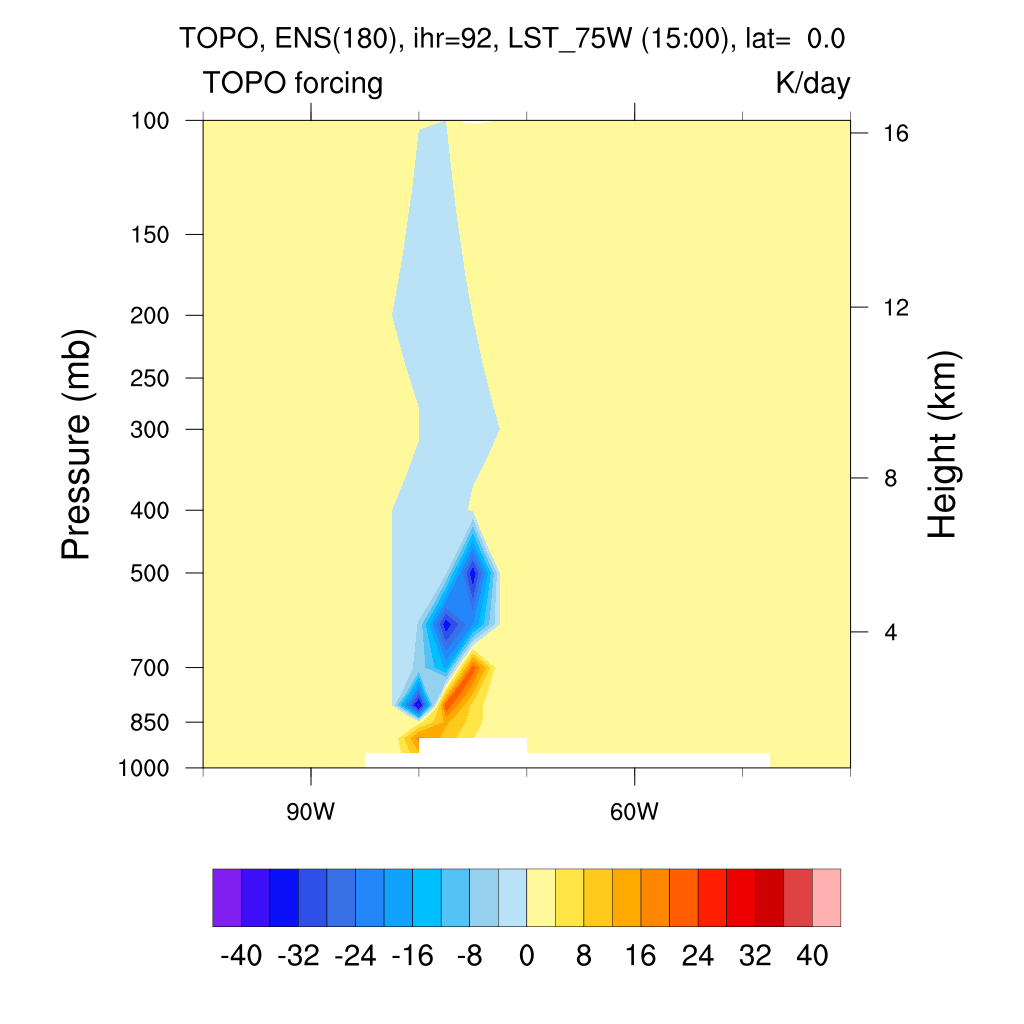 TOPO, ENS(180), ihr=92, LST_75W (15:00), lat=  0.0
TOPO forcing
K/day
100
150
200
250
300
400
500
700
850
1000
Pressure (mb)
16
12
8
4
Height (km)
90W
60W
-40 -32 -24 -16 -8 0 8 16 24 32 40